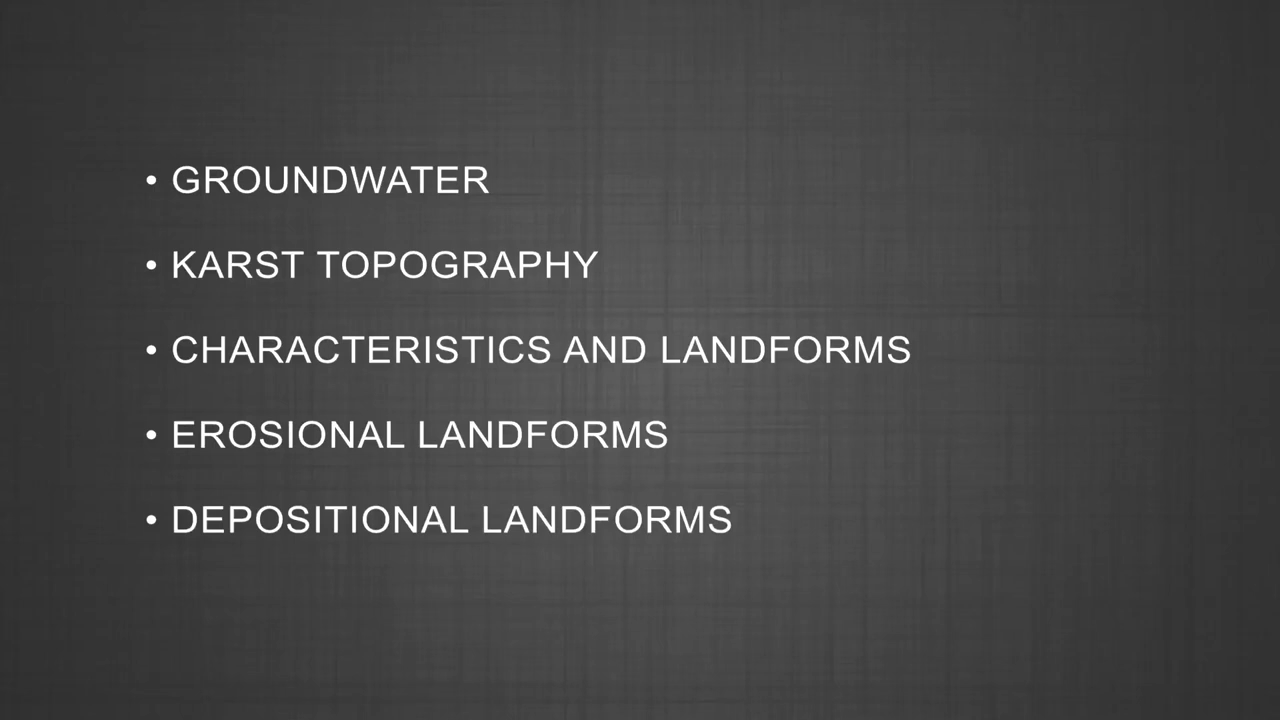 • GROUNDWATER
• KARST TOPOGRAPHY
• CHARACTERISTICS AND LANDFORMS
• EROSIONAL LANDFORMS
• DEPOSITIONAL LANDFORMS